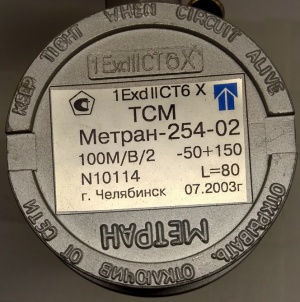 KEEP TIGHT WHEN CIRCUIT ALIVE
1ExdIICT6 X
1ExdIICT6 X
ТСМ
Метран-254-02
100М/В/2 -50+150
N10114 L=80
г. Челябинск 07.2003г
МЕТРАН
ОТКРЫВАТЬ, ОТКЛЮЧИВ ОТ СЕТИ